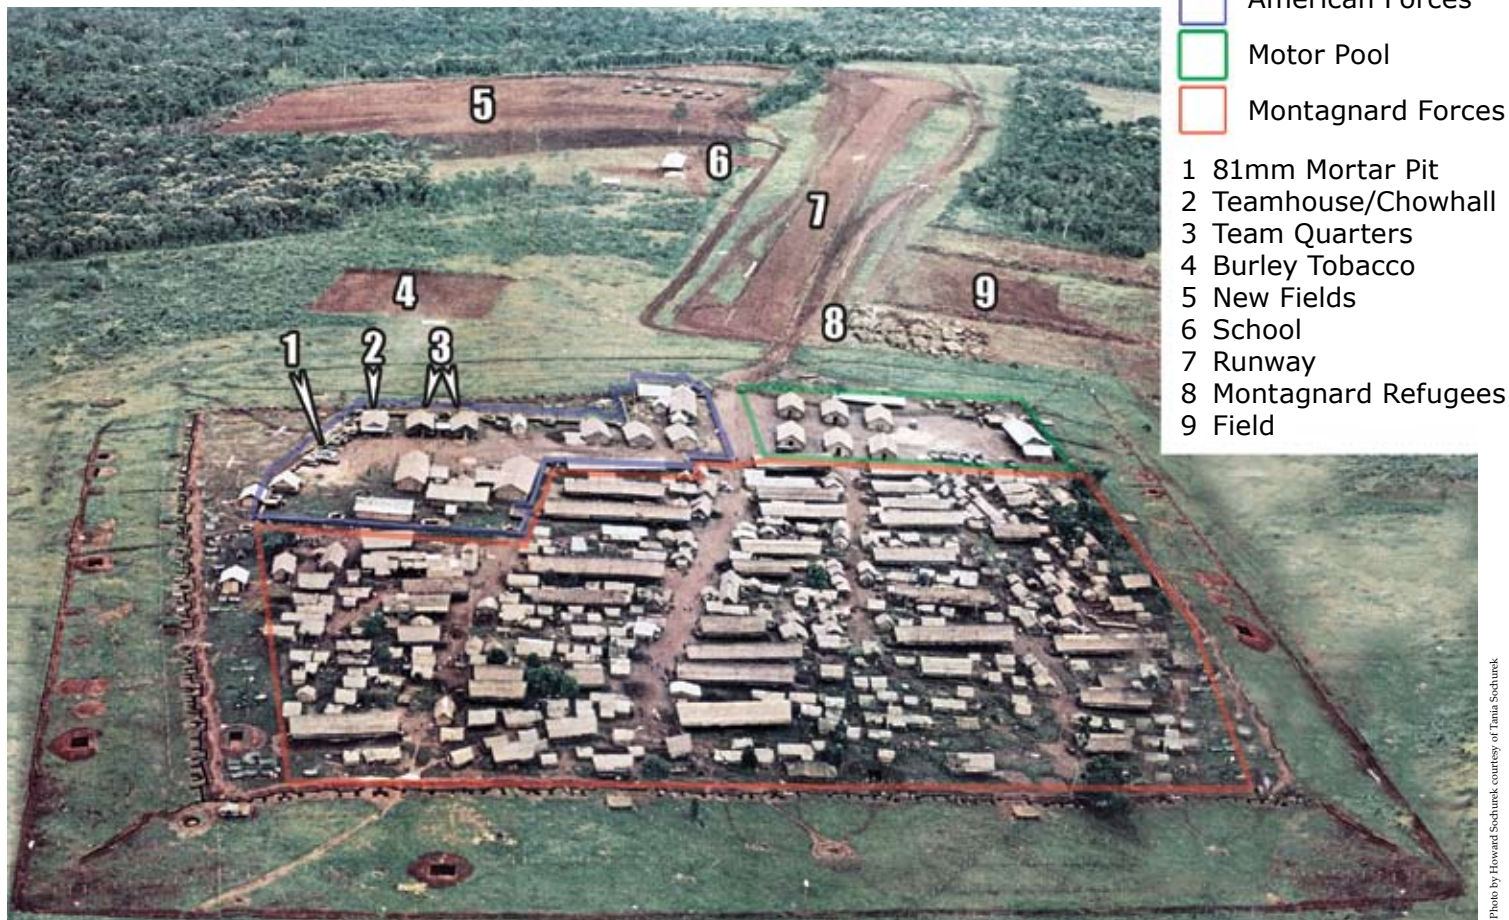 American Forces
Motor Pool
Montagnard Forces
1 81mm Mortar Pit
2 Teamhouse/Chowhall
3 Team Quarters
4 Burley Tobacco
5 New Fields
6 School
7 Runway
8 Montagnard Refugees
9 Field
5
6
7
4
9
8
1
2
3
Photo by Howard Sochurek courtesy of Tania Sochurek